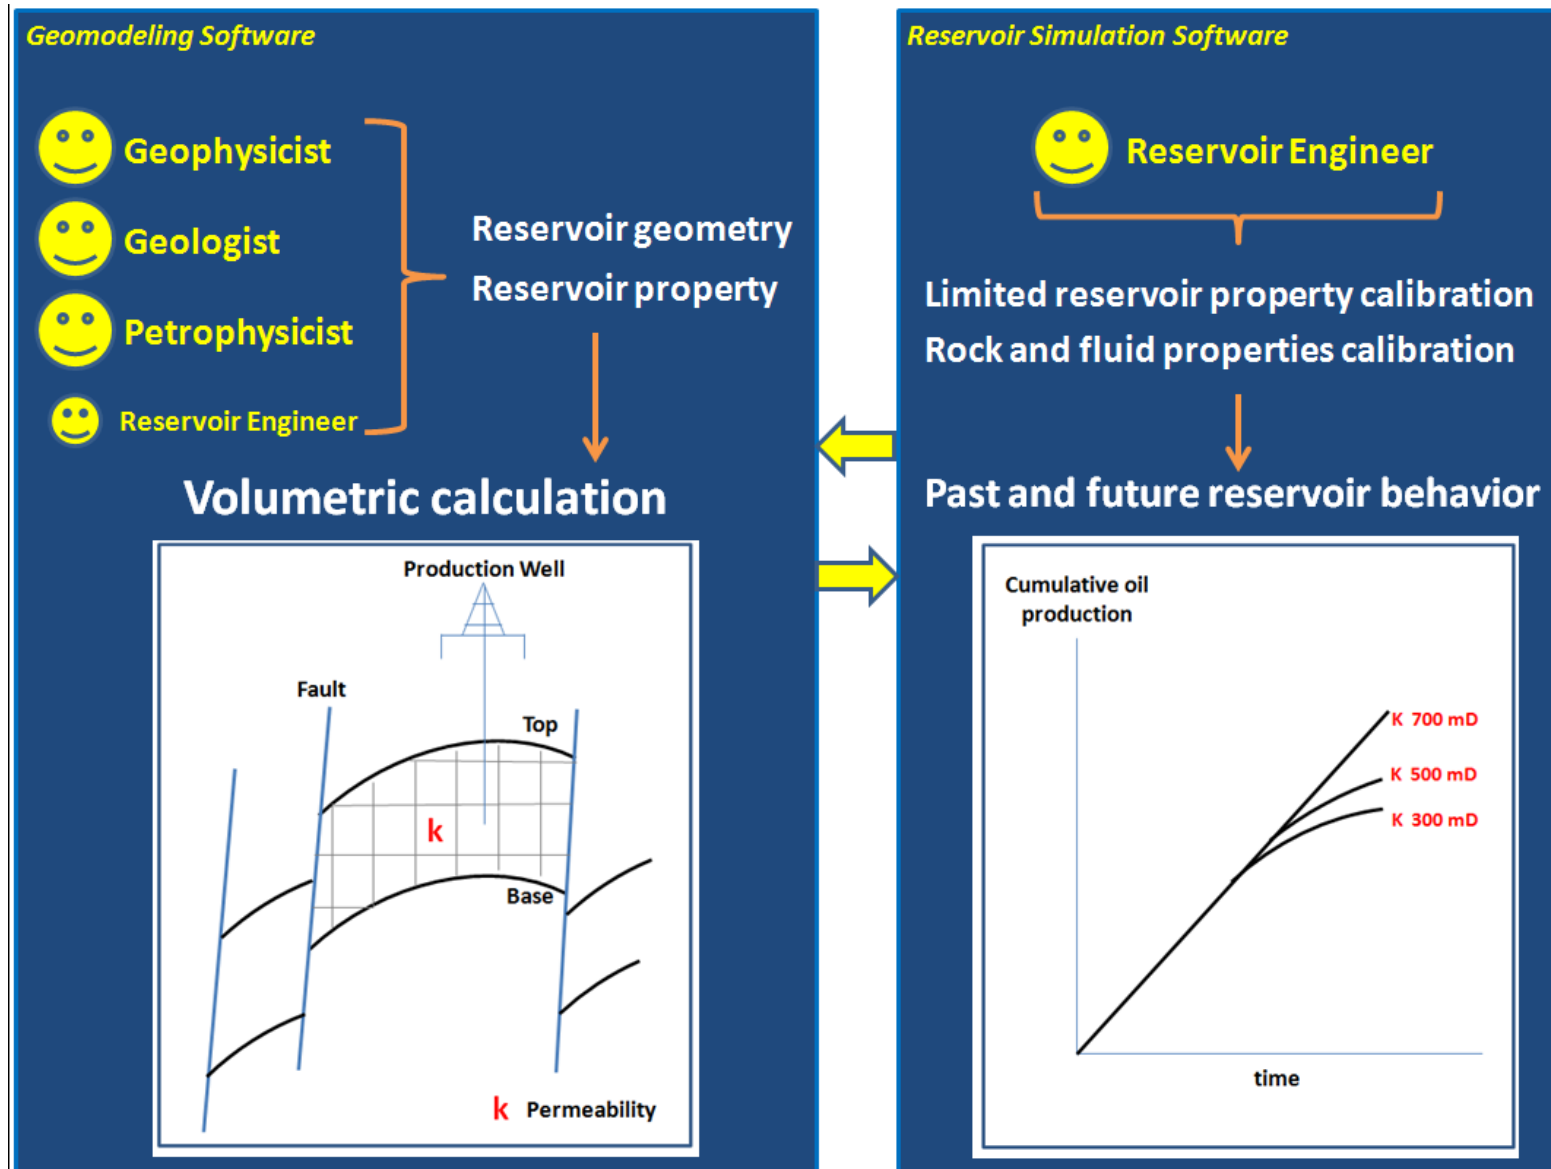 Geomodeling Software
Geophysicist
Geologist
Petrophysicist
Reservoir Engineer
Reservoir geometry
Reservoir property
Volumetric calculation
Production Well
Fault
Top
k
Base
k Permeability
Reservoir Simulation Software
Reservoir Engineer
Limited reservoir property calibration
Rock and fluid properties calibration
Past and future reservoir behavior
Cumulative oil
production
K 700 mD
K 500 mD
K 300 mD
time